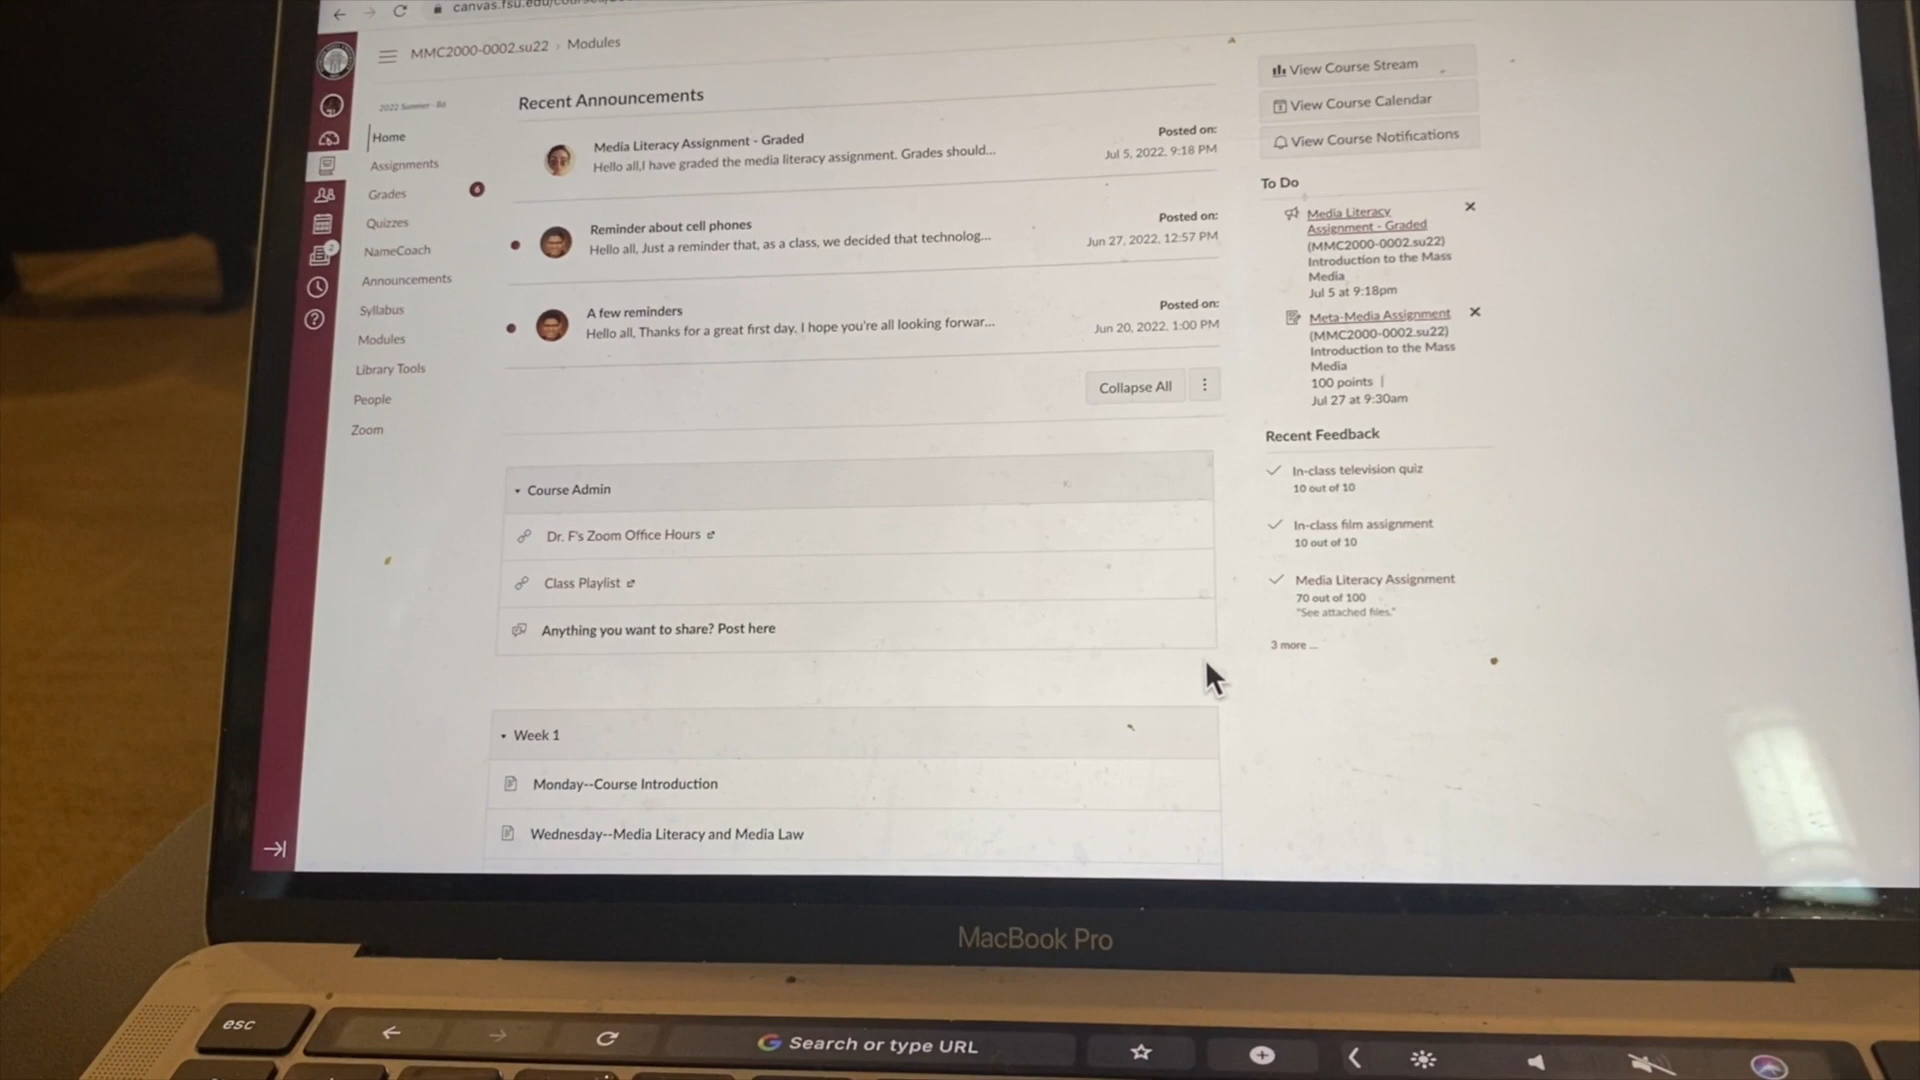 canvas.fsu.edu/courses
MMC2000-0002.su22 › Modules
2022 Summer - B6
Home
Assignments
Grades
6
Quizzes
NameCoach
Announcements
2
Syllabus
Modules
Library Tools
People
Zoom
Recent Announcements
Media Literacy Assignment - Graded
Hello all,I have graded the media literacy assignment. Grades should...
Posted on:
Jul 5, 2022, 9:18 PM
Reminder about cell phones
Hello all, Just a reminder that, as a class, we decided that technolog...
Posted on:
Jun 27, 2022, 12:57 PM
A few reminders
Hello all, Thanks for a great first day. I hope you're all looking forwar...
Posted on:
Jun 20, 2022, 1:00 PM
Collapse All
Course Admin
Dr. F's Zoom Office Hours
Class Playlist
Anything you want to share? Post here
Week 1
Monday--Course Introduction
Wednesday--Media Literacy and Media Law
View Course Stream
View Course Calendar
View Course Notifications
To Do
Media Literacy
Assignment - Graded
(MMC2000-0002.su22)
Introduction to the Mass
Media
Jul 5 at 9:18pm
Meta-Media Assignment
(MMC2000-0002.su22)
Introduction to the Mass
Media
100 points |
Jul 27 at 9:30am
Recent Feedback
In-class television quiz
10 out of 10
In-class film assignment
10 out of 10
Media Literacy Assignment
70 out of 100
"See attached files."
3 more ...
MacBook Pro
esc
Search or type URL